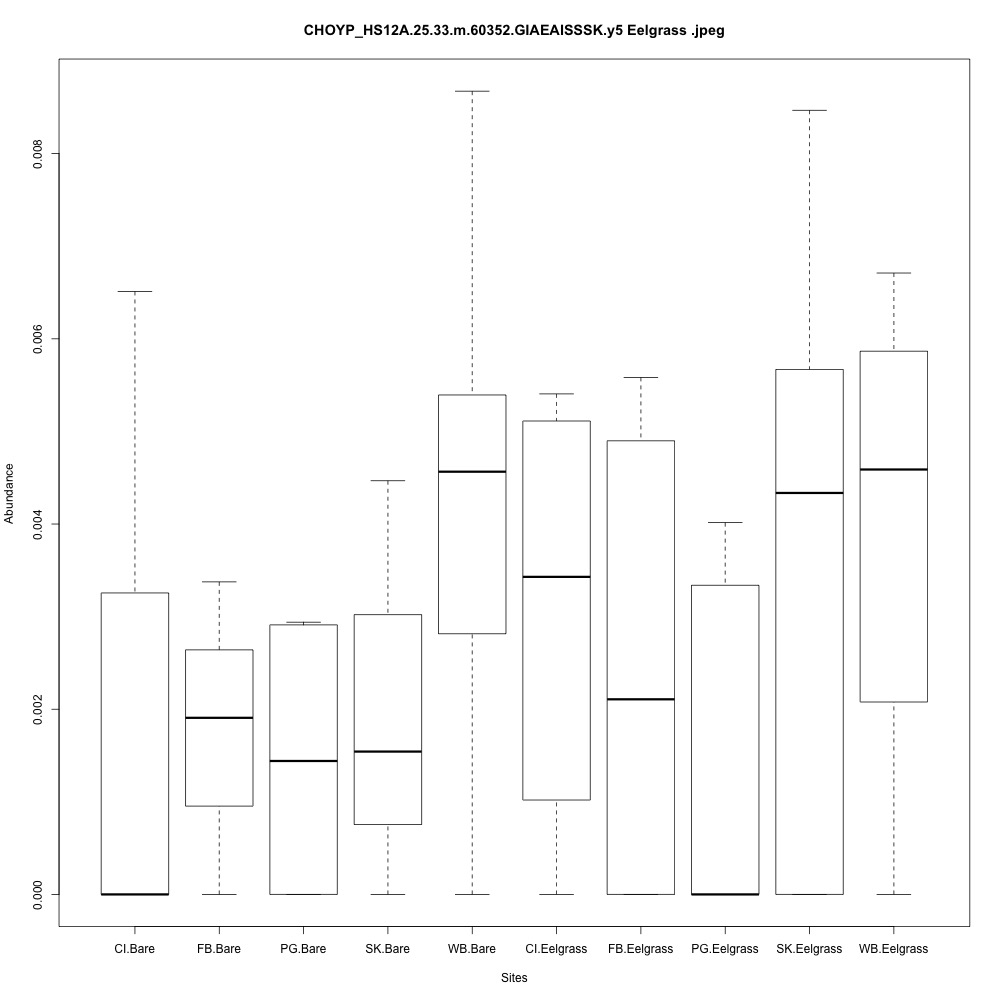 CHOYP_HS12A.25.33.m.60352.GIAEAISSSK.y5 Eelgrass .jpeg
Abundance
0.008
0.006
0.004
0.002
0.000
CI.Bare FB.Bare PG.Bare SK.Bare WB.Bare CI.Eelgrass FB.Eelgrass PG.Eelgrass SK.Eelgrass WB.Eelgrass
Sites